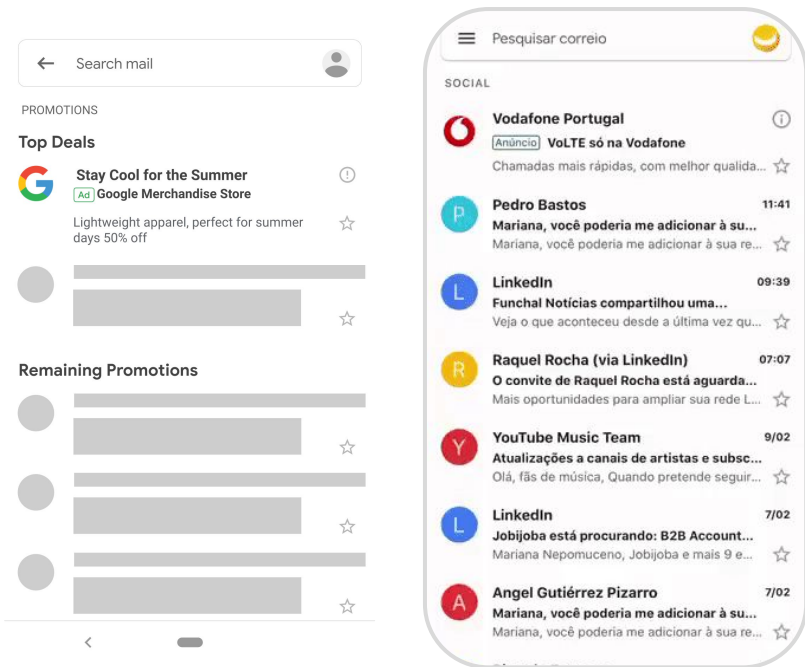 Search mail
PROMOTIONS
Top Deals
Stay Cool for the Summer
Ad Google Merchandise Store
Lightweight apparel, perfect for summer
days 50% off
Remaining Promotions
Pesquisar correio
SOCIAL
Vodafone Portugal
Anúncio VoLTE só na Vodafone
Chamadas mais rápidas, com melhor qualida...
P
Pedro Bastos 11:41
Mariana, você poderia me adicionar à su...
Mariana, você poderia me adicionar à sua re...
L
LinkedIn 09:39
Funchal Notícias compartilhou uma...
Veja o que aconteceu desde a última vez qu...
R
Raquel Rocha (via LinkedIn) 07:07
O convite de Raquel Rocha está aguarda...
Mais oportunidades para ampliar sua rede L...
Y
YouTube Music Team 9/02
Atualizações a canais de artistas e subsc...
Olá, fãs de música, Quando pretende seguir...
L
LinkedIn 7/02
Jobijoba está procurando: B2B Account...
Mariana Nepomuceno, Jobijoba e mais 9 e...
A
Angel Gutiérrez Pizarro 7/02
Mariana, você poderia me adicionar à su...
Mariana, você poderia me adicionar à sua re...